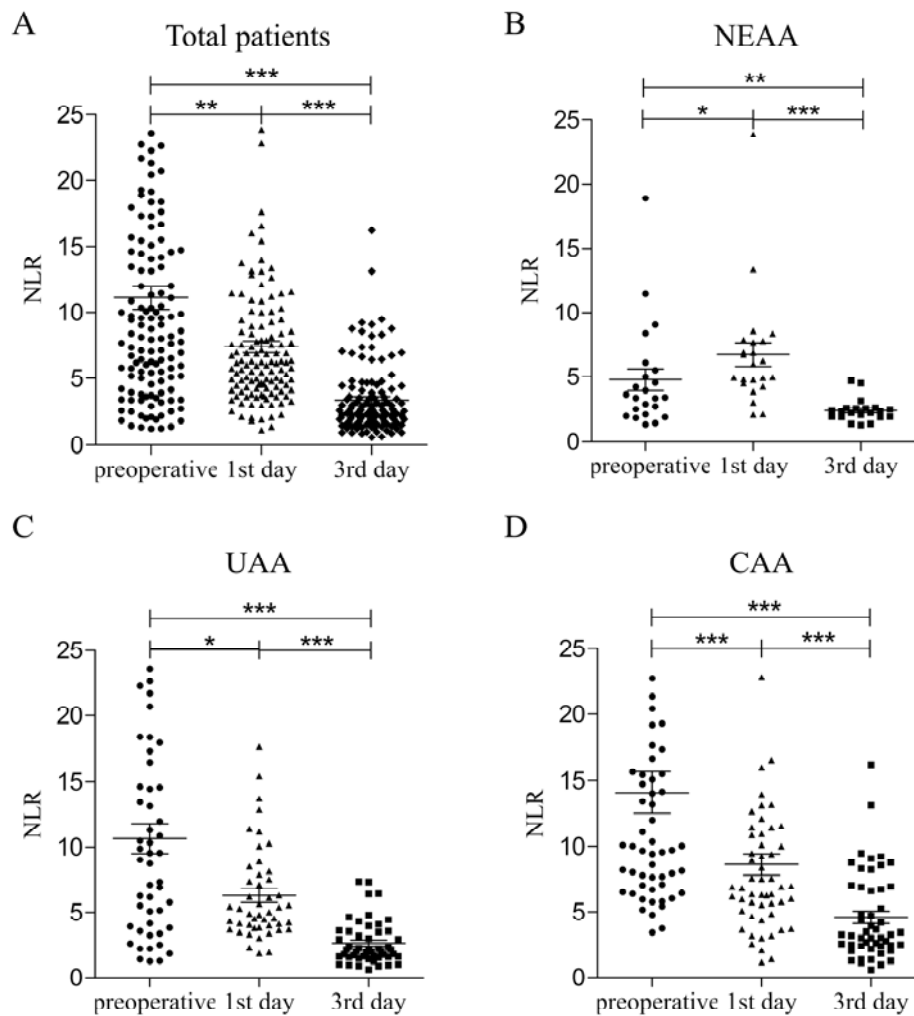 A
Total patients
***
** ***
25
20
15
10
5
0
NLR
preoperative 1st day 3rd day
B
NEAA
**
* ***
25
20
15
10
5
0
NLR
preoperative 1st day 3rd day
C
UAA
***
* ***
25
20
15
10
5
0
NLR
preoperative 1st day 3rd day
D
CAA
***
*** ***
25
20
15
10
5
0
NLR
preoperative 1st day 3rd day